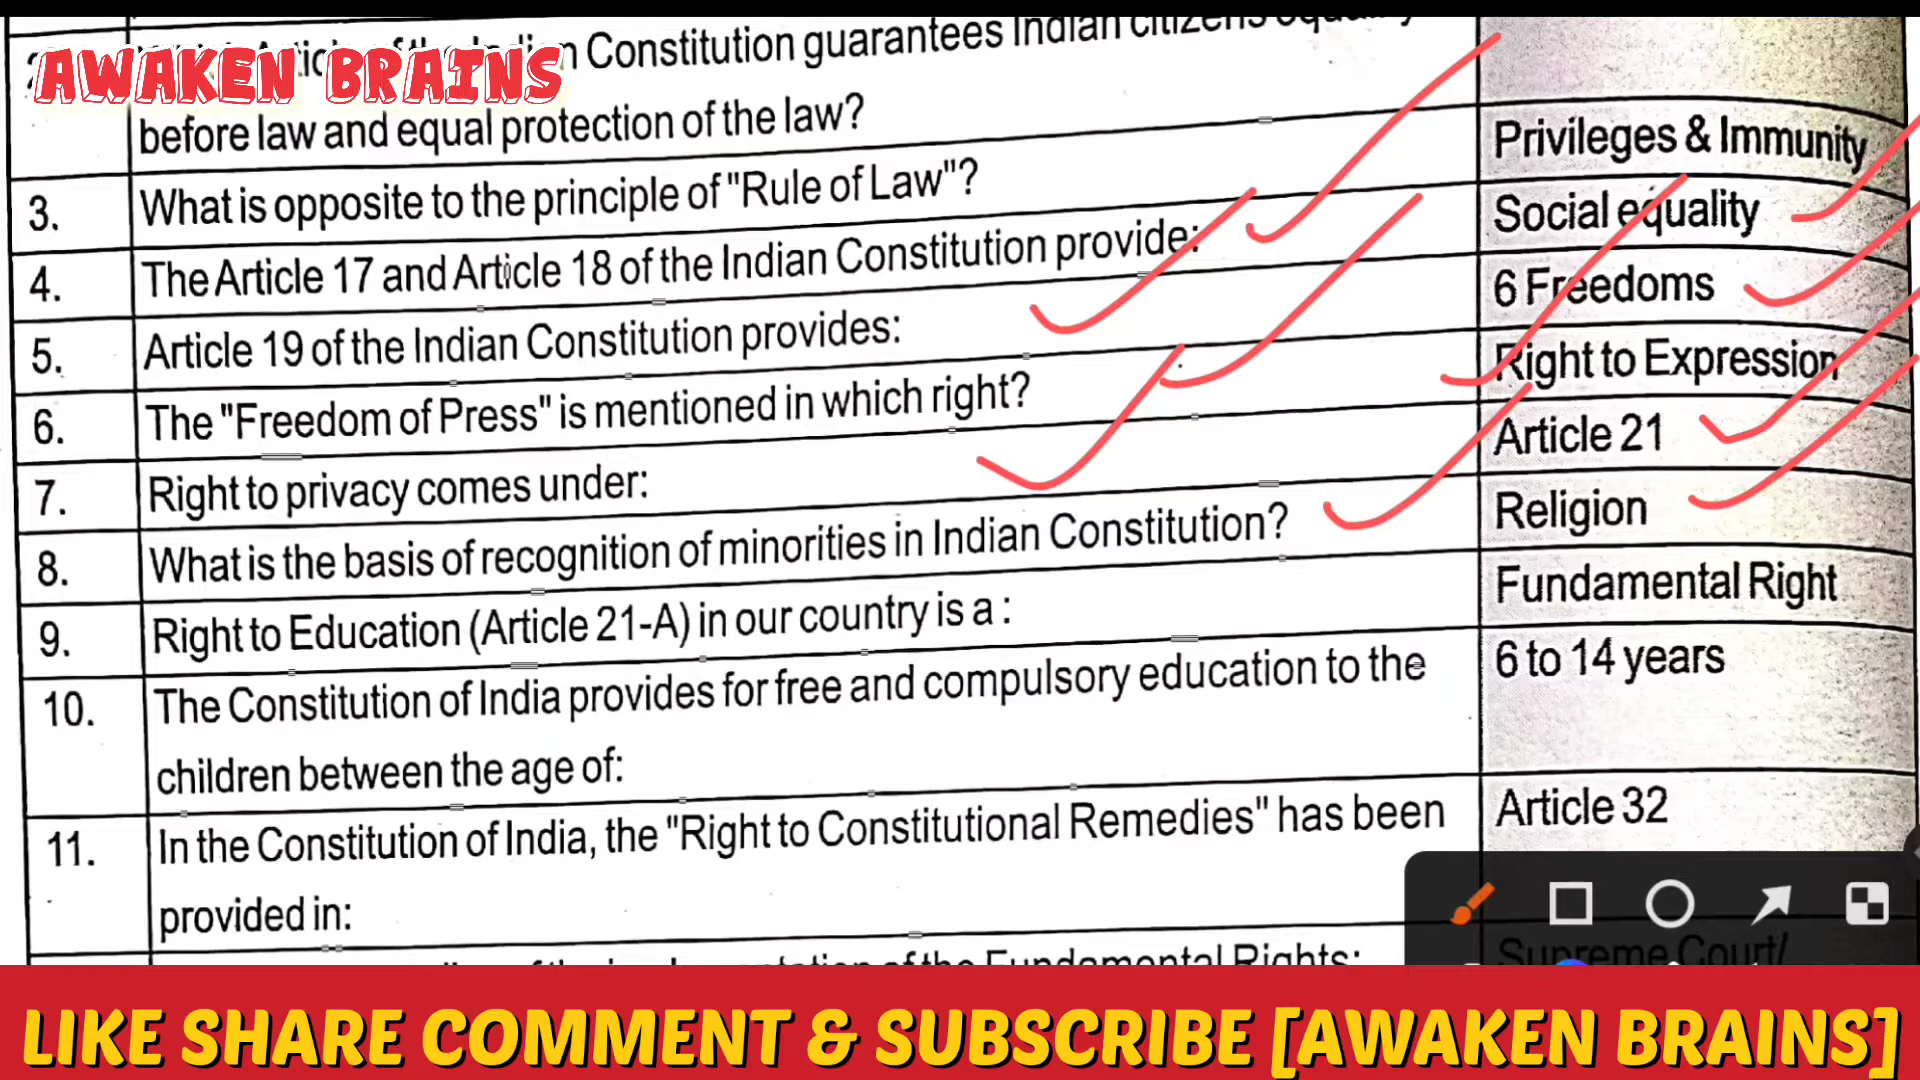 AWAKEN BRAINS
Constitution guarantees Indian citizens
before law and equal protection of the law?
3. What is opposite to the principle of "Rule of Law"? Privileges & Immunity
4. The Article 17 and Article 18 of the Indian Constitution provide: Social equality
5. Article 19 of the Indian Constitution provides: 6 Freedoms
6. The "Freedom of Press" is mentioned in which right? Right to Expression
7. Right to privacy comes under: Article 21
8. What is the basis of recognition of minorities in Indian Constitution? Religion
9. Right to Education (Article 21-A) in our country is a : Fundamental Right
10. The Constitution of India provides for free and compulsory education to the 6 to 14 years
children between the age of:
11. In the Constitution of India, the "Right to Constitutional Remedies" has been Article 32
provided in:
of the Fundamental Rights: Supreme Court/
LIKE SHARE COMMENT & SUBSCRIBE [AWAKEN BRAINS]